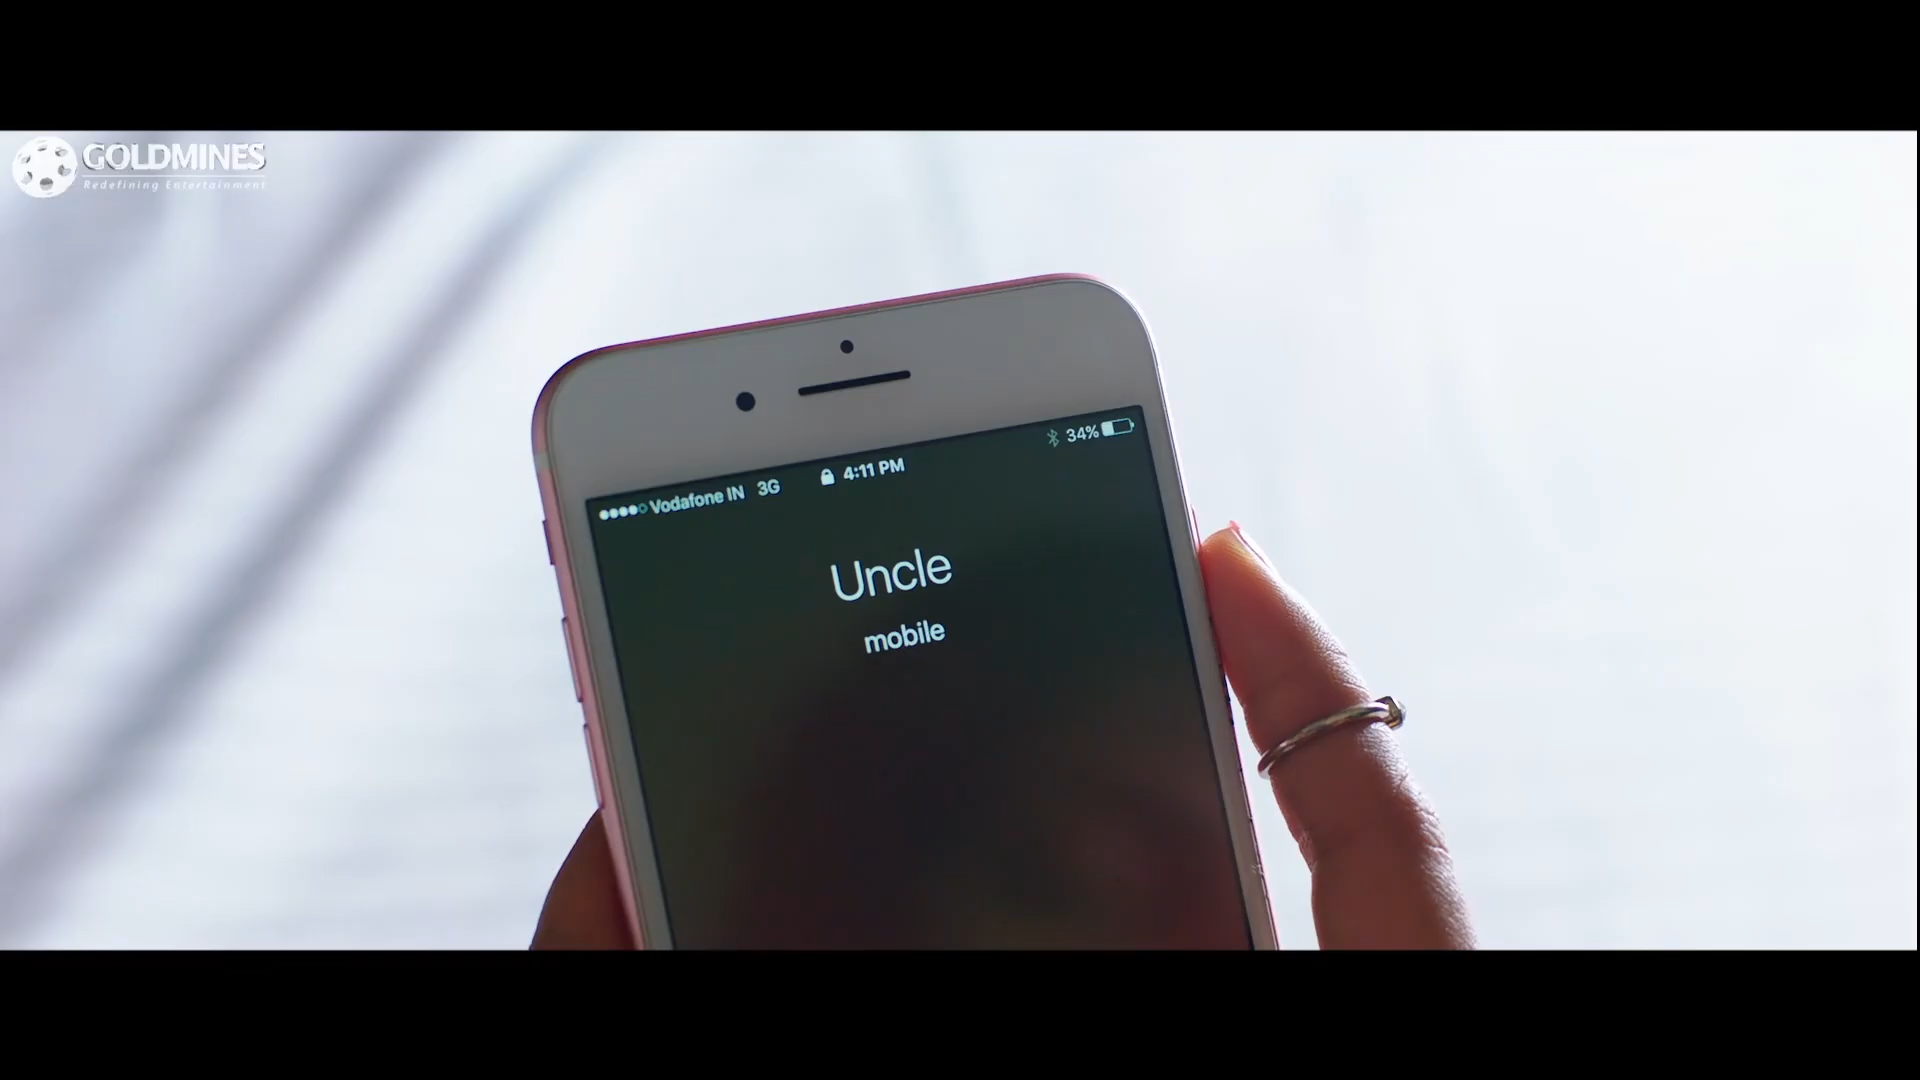 GOLDMINES
Redefining Entertainment
34%
Vodafone IN 3G 4:11 PM
Uncle
mobile